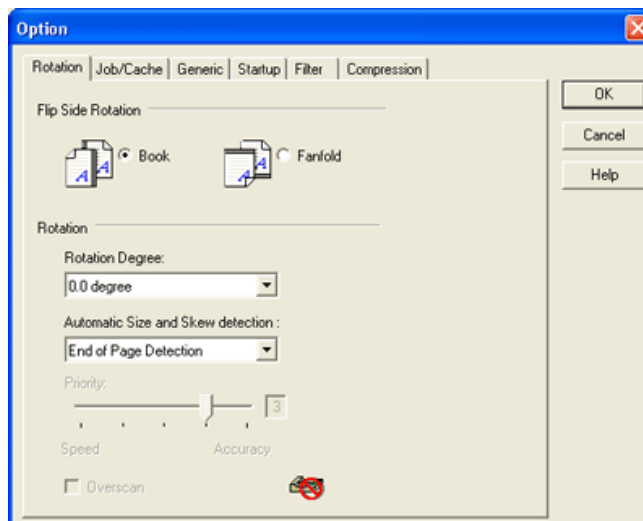 Option
Rotation Job/Cache Generic Startup Filter Compression
OK
Cancel
Help
Flip Side Rotation
A A Book A A Fanfold
Rotation
Rotation Degree:
0.0 degree
Automatic Size and Skew detection :
End of Page Detection
Priority:
3
Speed Accuracy
Overscan